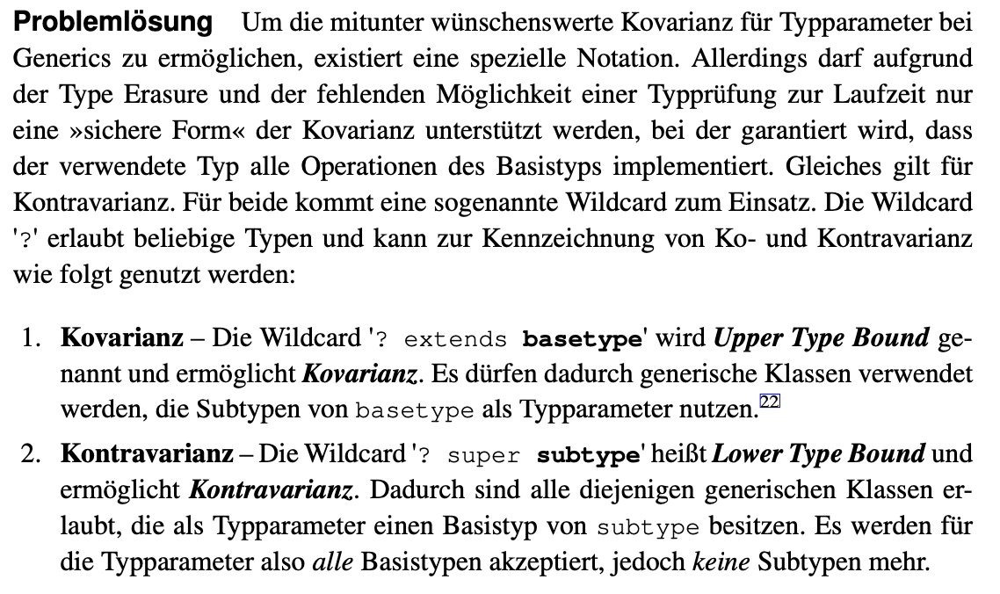 Problemlösung Um die mitunter wünschenswerte Kovarianz für Typparameter bei
Generics zu ermöglichen, existiert eine spezielle Notation. Allerdings darf aufgrund
der Type Erasure und der fehlenden Möglichkeit einer Typprüfung zur Laufzeit nur
eine »sichere Form« der Kovarianz unterstützt werden, bei der garantiert wird, dass
der verwendete Typ alle Operationen des Basistyps implementiert. Gleiches gilt für
Kontravarianz. Für beide kommt eine sogenannte Wildcard zum Einsatz. Die Wildcard
'?' erlaubt beliebige Typen und kann zur Kennzeichnung von Ko- und Kontravarianz
wie folgt genutzt werden:
1. Kovarianz – Die Wildcard '? extends basetype' wird Upper Type Bound ge-
nannt und ermöglicht Kovarianz. Es dürfen dadurch generische Klassen verwendet
werden, die Subtypen von basetype als Typparameter nutzen.22
2. Kontravarianz – Die Wildcard '? super subtype' heißt Lower Type Bound und
ermöglicht Kontravarianz. Dadurch sind alle diejenigen generischen Klassen er-
laubt, die als Typparameter einen Basistyp von subtype besitzen. Es werden für
die Typparameter also alle Basistypen akzeptiert, jedoch keine Subtypen mehr.